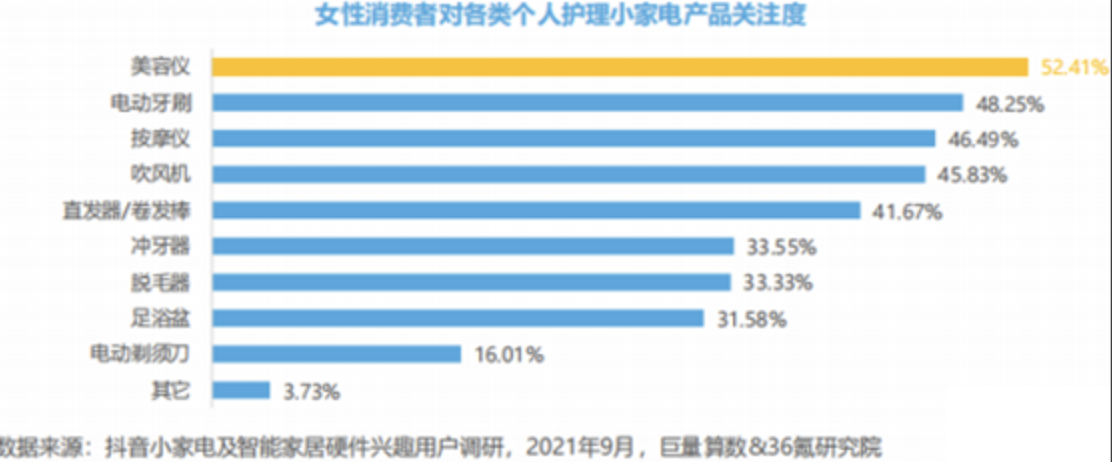 女性消费者对各类个人护理小家电产品关注度
美容仪 52.41%
电动牙刷 48.25%
按摩仪 46.49%
吹风机 45.83%
直发器/卷发棒 41.67%
冲牙器 33.55%
脱毛器 33.33%
足浴盆 31.58%
电动剃须刀 16.01%
其它 3.73%
数据来源：抖音小家电及智能家居硬件兴趣用户调研，2021年9月，巨量算数&36氪研究院